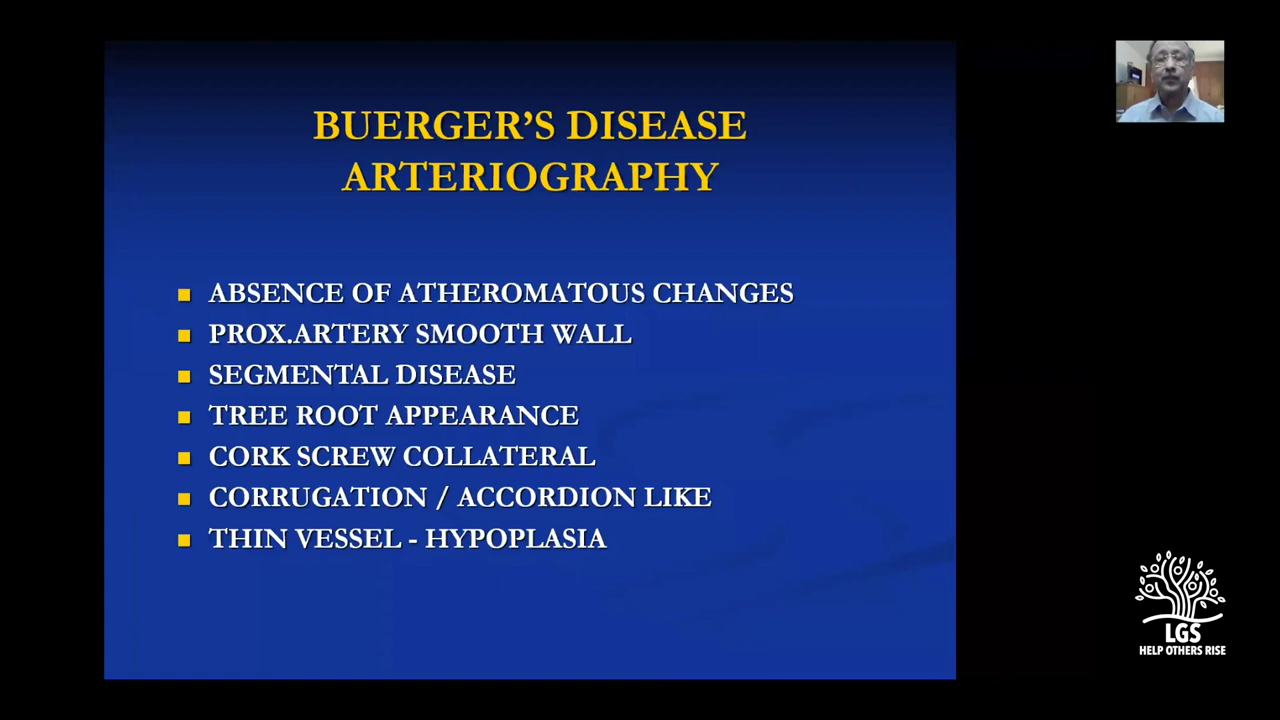 BUERGER'S DISEASE
ARTERIOGRAPHY
ABSENCE OF ATHEROMATOUS CHANGES
PROX.ARTERY SMOOTH WALL
SEGMENTAL DISEASE
TREE ROOT APPEARANCE
CORK SCREW COLLATERAL
CORRUGATION / ACCORDION LIKE
THIN VESSEL - HYPOPLASIA
LGS
HELP OTHERS RISE